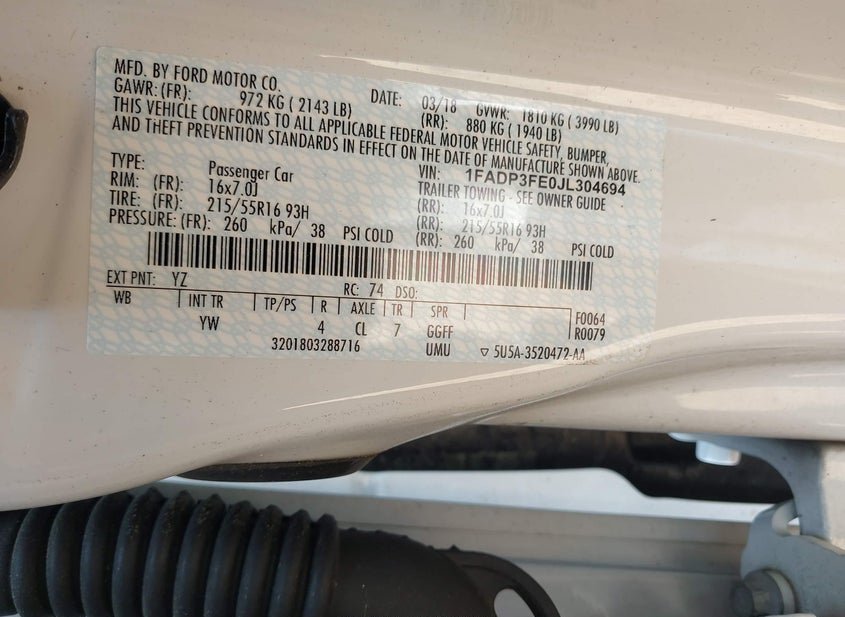 MFD. BY FORD MOTOR CO.
DATE: 03/18 GVWR: 1810 KG ( 3990 LB)
GAWR: (FR): 972 KG ( 2143 LB) (RR): 880 KG ( 1940 LB)
THIS VEHICLE CONFORMS TO ALL APPLICABLE FEDERAL MOTOR VEHICLE SAFETY, BUMPER,
AND THEFT PREVENTION STANDARDS IN EFFECT ON THE DATE OF MANUFACTURE SHOWN ABOVE.
VIN: 1FADP3FE0JL304694
TYPE: Passenger Car TRAILER TOWING - SEE OWNER GUIDE
RIM: (FR): 16x7.0J (RR): 16x7.0J
TIRE: (FR): 215/55R16 93H (RR): 215/55R16 93H
PRESSURE: (FR): 260 kPa/ 38 PSI COLD (RR): 260 kPa/ 38 PSI COLD
EXT PNT: YZ RC: 74 DSO:
WB INT TR TP/PS R AXLE TR SPR F0064
YW 4 CL 7 GGFF R0079
3201803288716 UMU ▽ 5U5A-3520472-AA